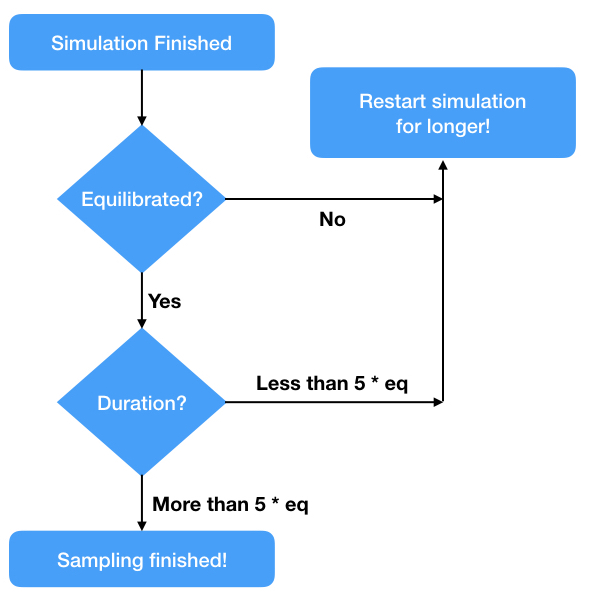 Simulation Finished
Restart simulation
for longer!
Equilibrated?
No
Yes
Less than 5 * eq
Duration?
More than 5 * eq
Sampling finished!